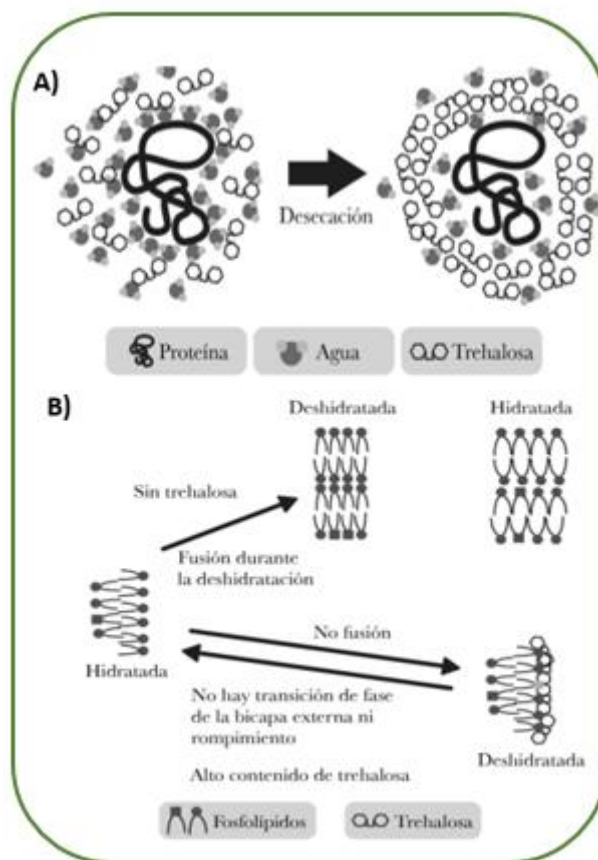 A)
Desecación
Proteína
Agua
Trehalosa
B)
Deshidratada
Hidratada
Sin trehalosa
Fusión durante
la deshidratación
No fusión
Hidratada
No hay transición de fase
de la bicapa externa ni
rompimiento
Deshidratada
Alto contenido de trehalosa
Fosfolípidos
Trehalosa